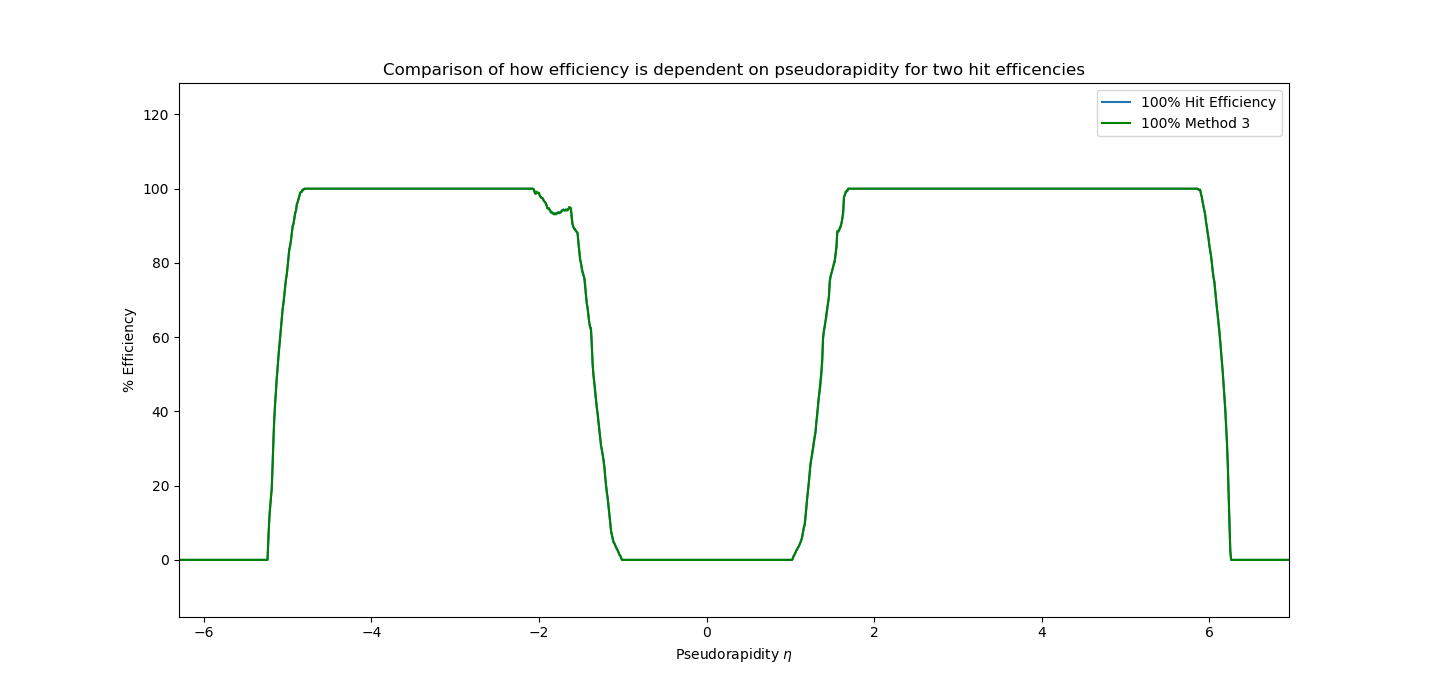 Comparison of how efficiency is dependent on pseudorapidity for two hit efficencies
100% Hit Efficiency
100% Method 3
% Efficiency
120
100
80
60
40
20
0
−6 −4 −2 0 2 4 6
Pseudorapidity η